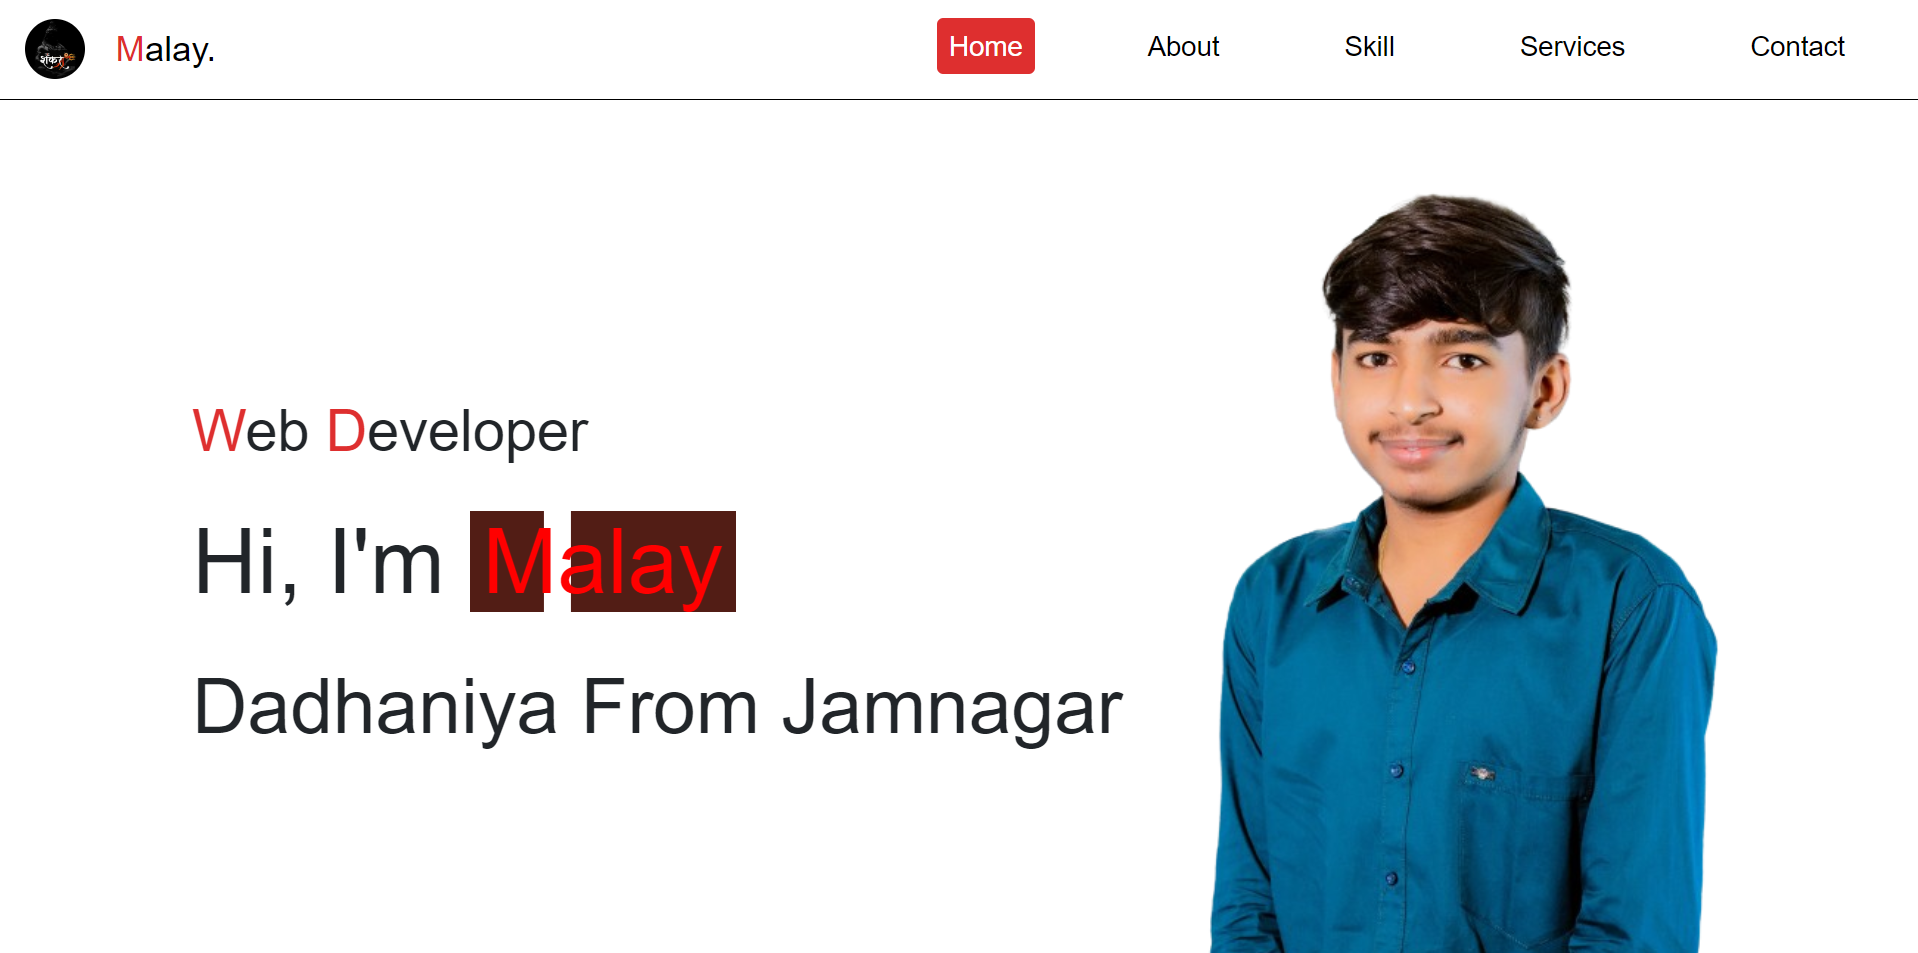 शंकरा
Malay.
Home
About
Skill
Services
Contact
Web Developer
Hi, I'm Malay
Dadhaniya From Jamnagar